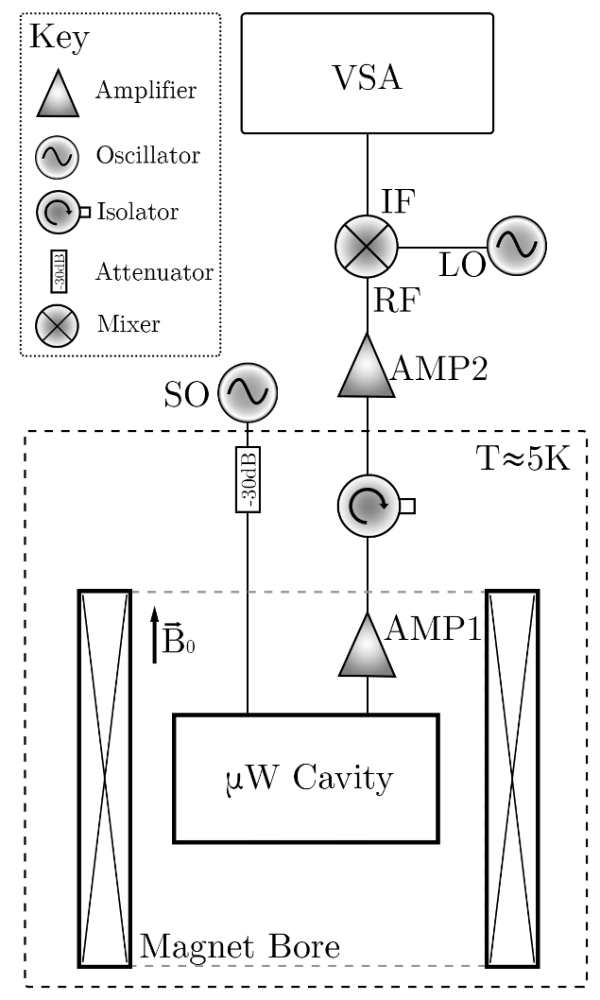 Key
Amplifier
Oscillator
Isolator
-30dB
Attenuator
Mixer
VSA
IF
LO
RF
AMP2
SO
T≈5K
-30dB
AMP1
B⃗₀
μW Cavity
Magnet Bore